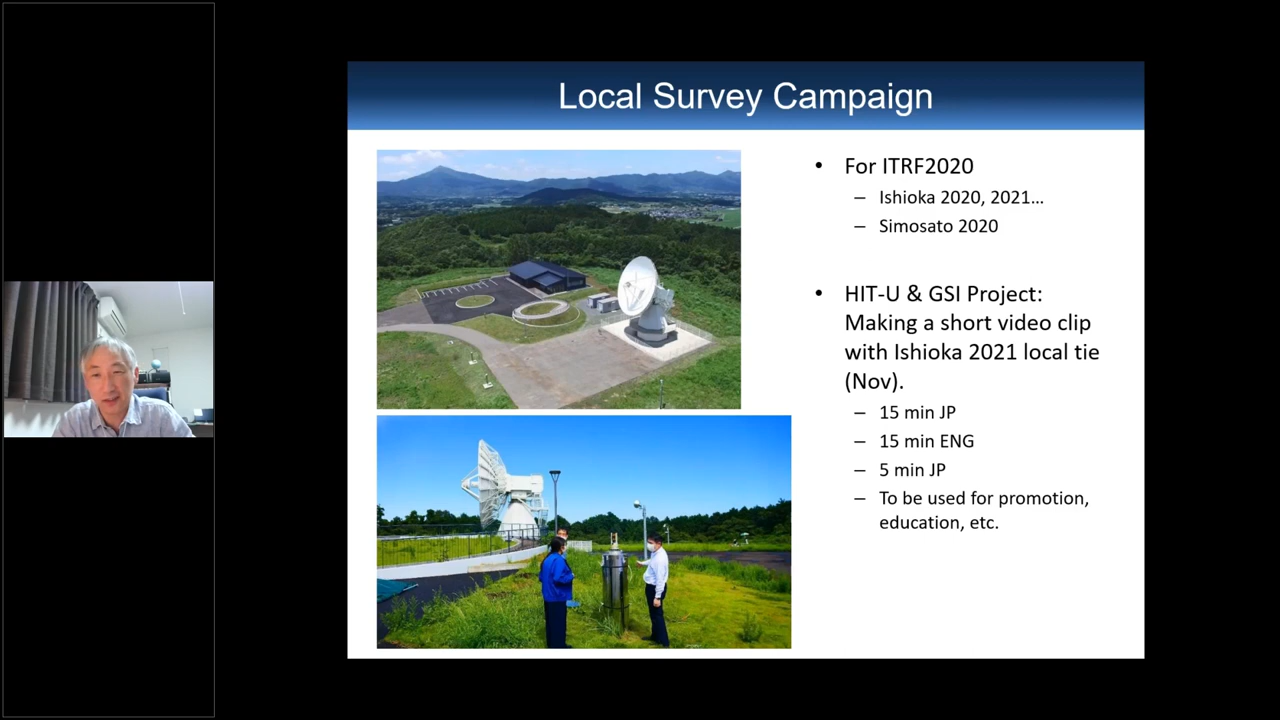 Local Survey Campaign
• For ITRF2020
– Ishioka 2020, 2021…
– Simosato 2020
• HIT-U & GSI Project:
Making a short video clip
with Ishioka 2021 local tie
(Nov).
– 15 min JP
– 15 min ENG
– 5 min JP
– To be used for promotion,
education, etc.